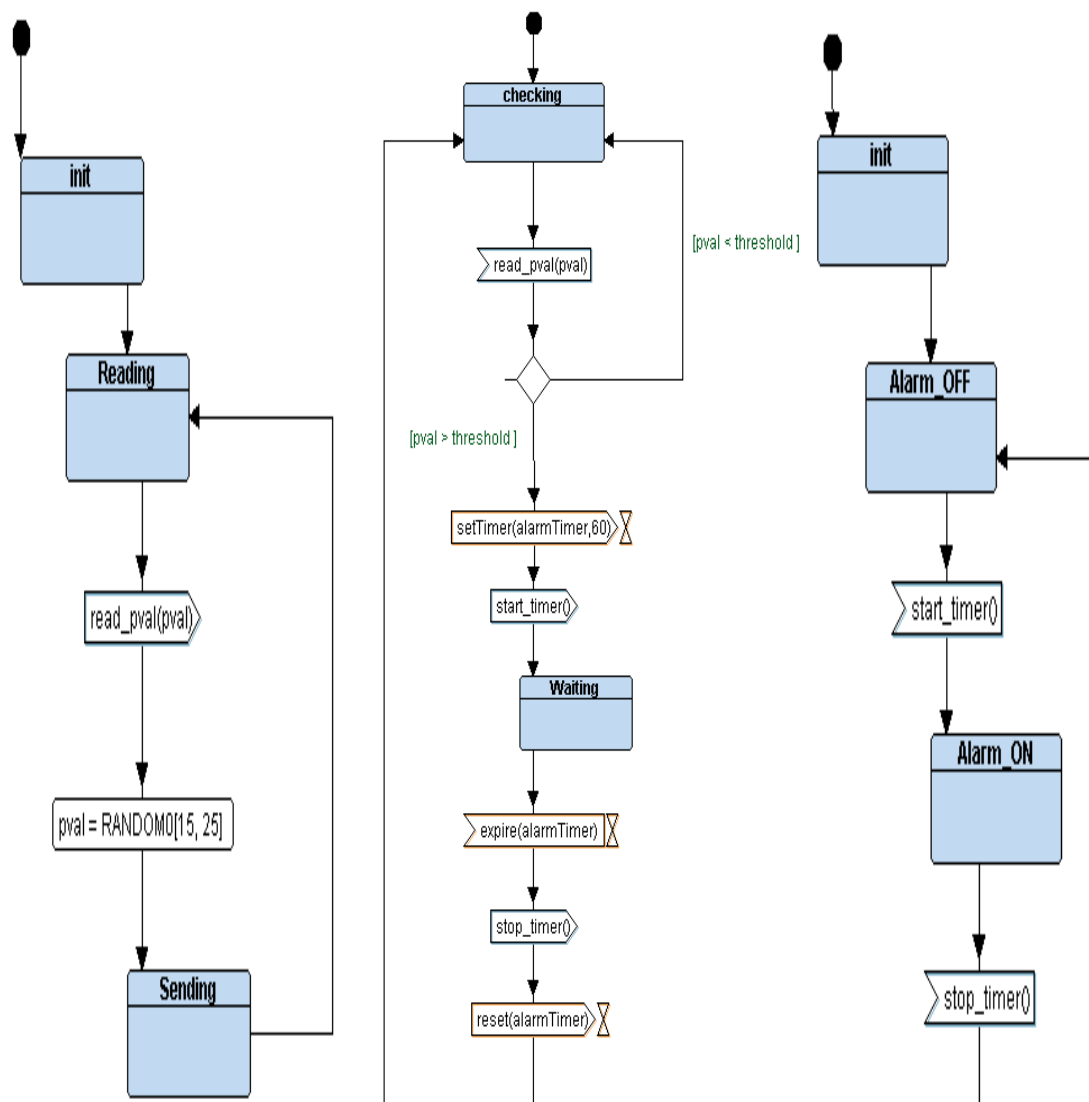 init
Reading
read_pval(pval)
pval = RANDOM0[15, 25]
Sending
checking
read_pval(pval)
[pval < threshold ]
[pval > threshold ]
setTimer(alarmTimer,60)
start_timer()
Waiting
expire(alarmTimer)
stop_timer()
reset(alarmTimer)
init
Alarm_OFF
start_timer()
Alarm_ON
stop_timer()